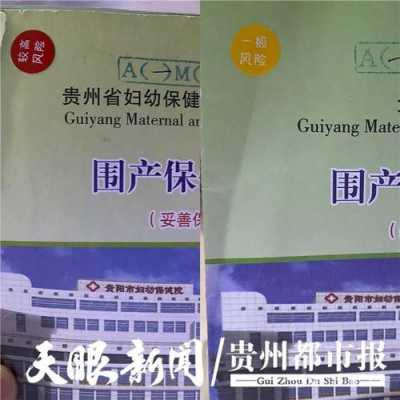 较高
风险
A(→M(
贵州省妇幼保健
Guiyang Maternal an
围产保
(妥善保
贵阳市妇幼保健院
一般
风险
A(→
Guiyang Mate
围产
(
贵阳市妇幼保健院
天眼新闻
贵州都市报
Gui Zhou Du Shi Bao